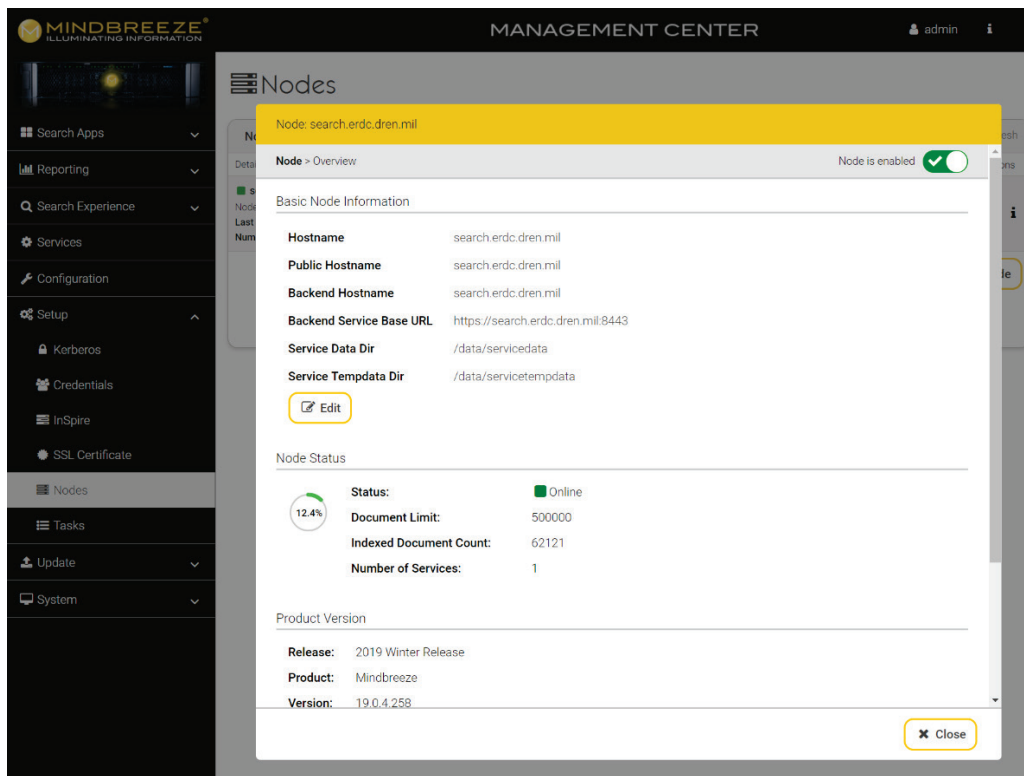 MINDBREEZE®
ILLUMINATING INFORMATION
MANAGEMENT CENTER
admin
i
Search Apps
Reporting
Search Experience
Services
Configuration
Setup
Kerberos
Credentials
InSpire
SSL Certificate
Nodes
Tasks
Update
System
Nodes
Node: search.erdc.dren.mil
Node > Overview
Node is enabled
Basic Node Information
Hostname search.erdc.dren.mil
Public Hostname search.erdc.dren.mil
Backend Hostname search.erdc.dren.mil
Backend Service Base URL https://search.erdc.dren.mil:8443
Service Data Dir /data/servicedata
Service Tempdata Dir /data/servicetempdata
Edit
Node Status
12.4%
Status: Online
Document Limit: 500000
Indexed Document Count: 62121
Number of Services: 1
Product Version
Release: 2019 Winter Release
Product: Mindbreeze
Version: 19.0.4.258
Close
Last
i